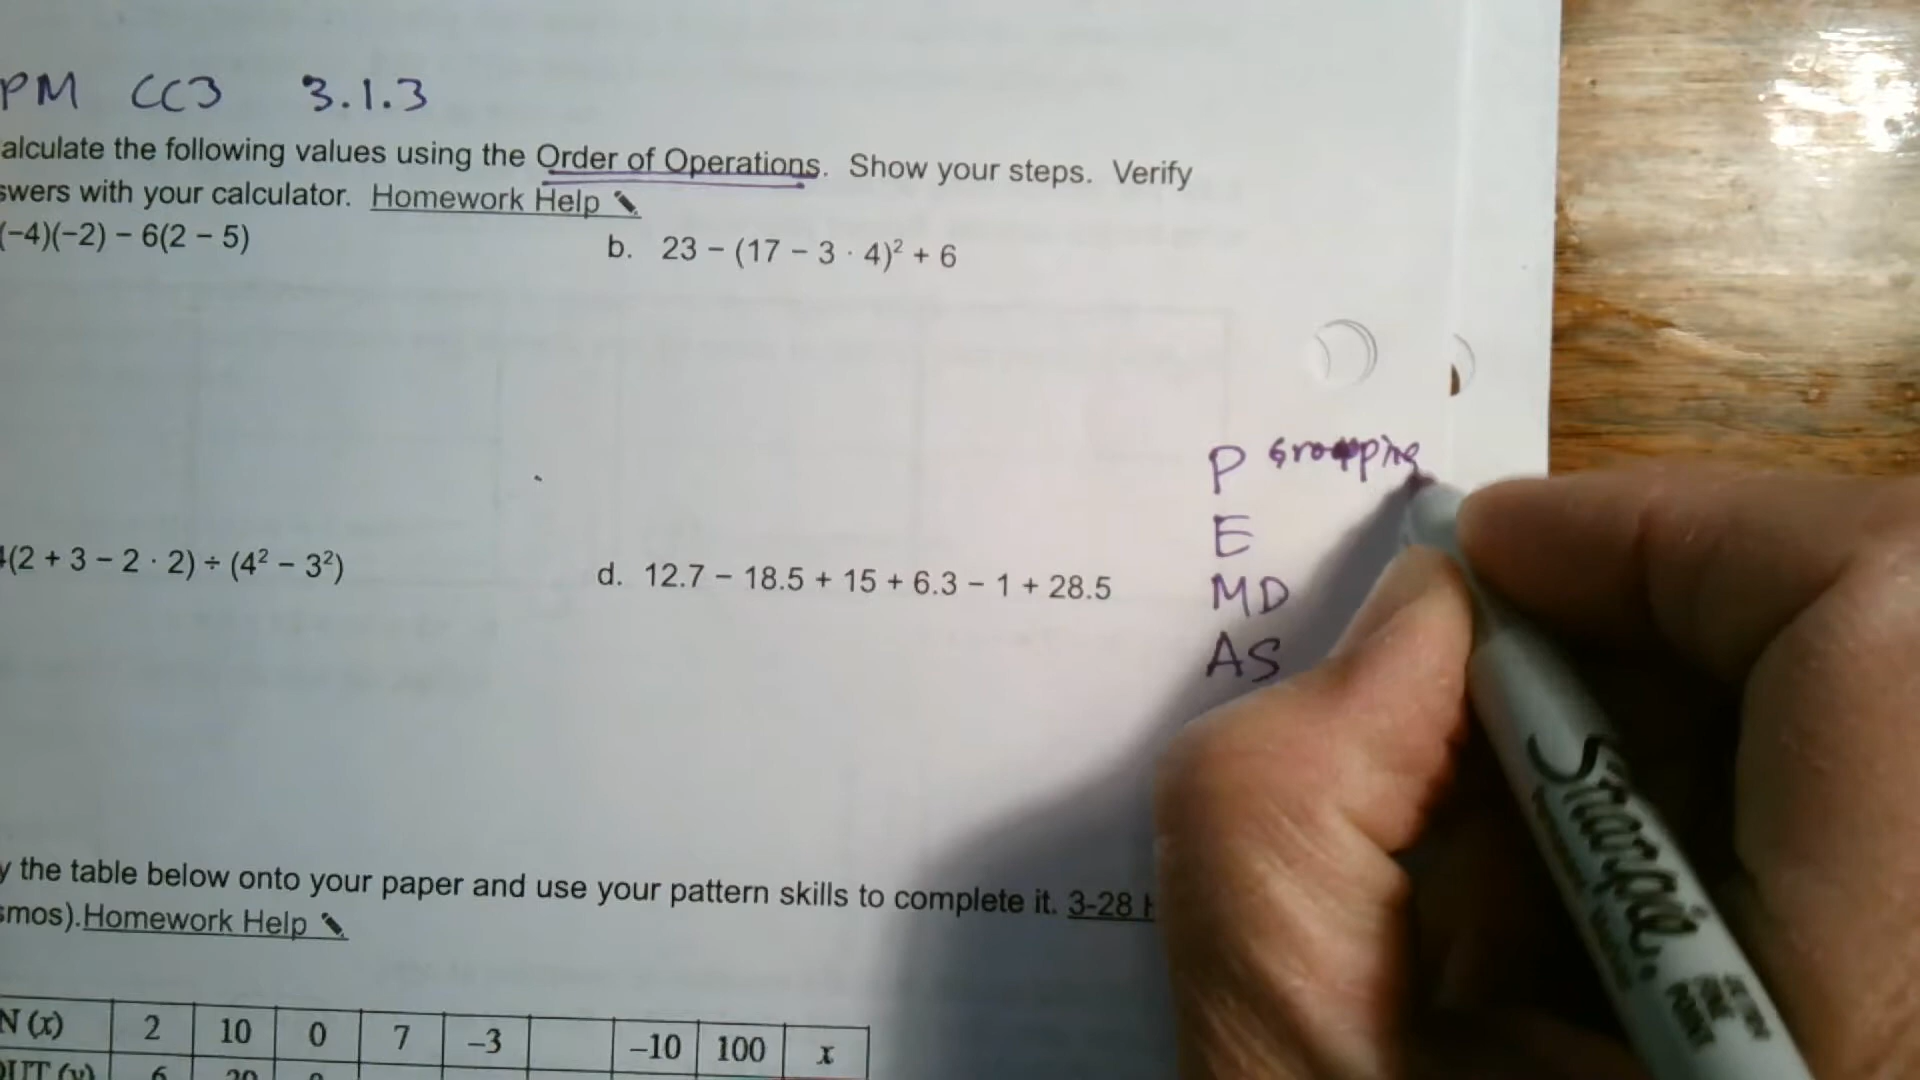 PM CC3 3.1.3
alculate the following values using the Order of Operations. Show your steps. Verify
swers with your calculator. Homework Help
(−4)(−2) − 6(2 − 5)
b. 23 − (17 − 3 · 4)² + 6
P Grouping
E
MD
AS
(2 + 3 − 2 · 2) ÷ (4² − 3²)
d. 12.7 − 18.5 + 15 + 6.3 − 1 + 28.5
y the table below onto your paper and use your pattern skills to complete it. 3-28
smos).Homework Help
N (x) 2 10 0 7 −3 −10 100 x
OUT (y) 6 20
Sharpie